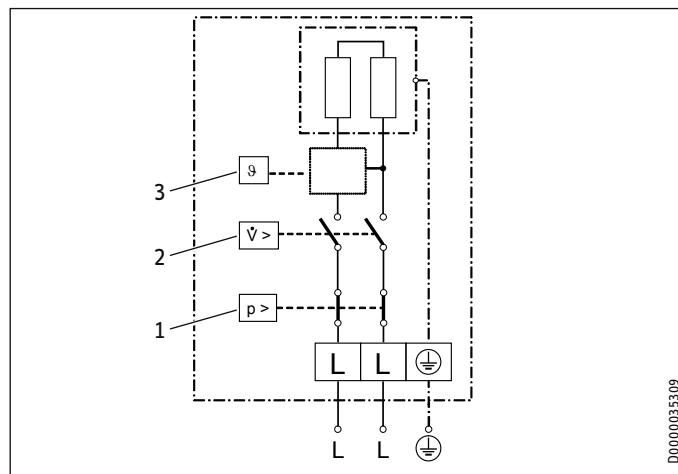 3 ϑ
2 V̇ >
1 p >
L L
L L
D0000035309